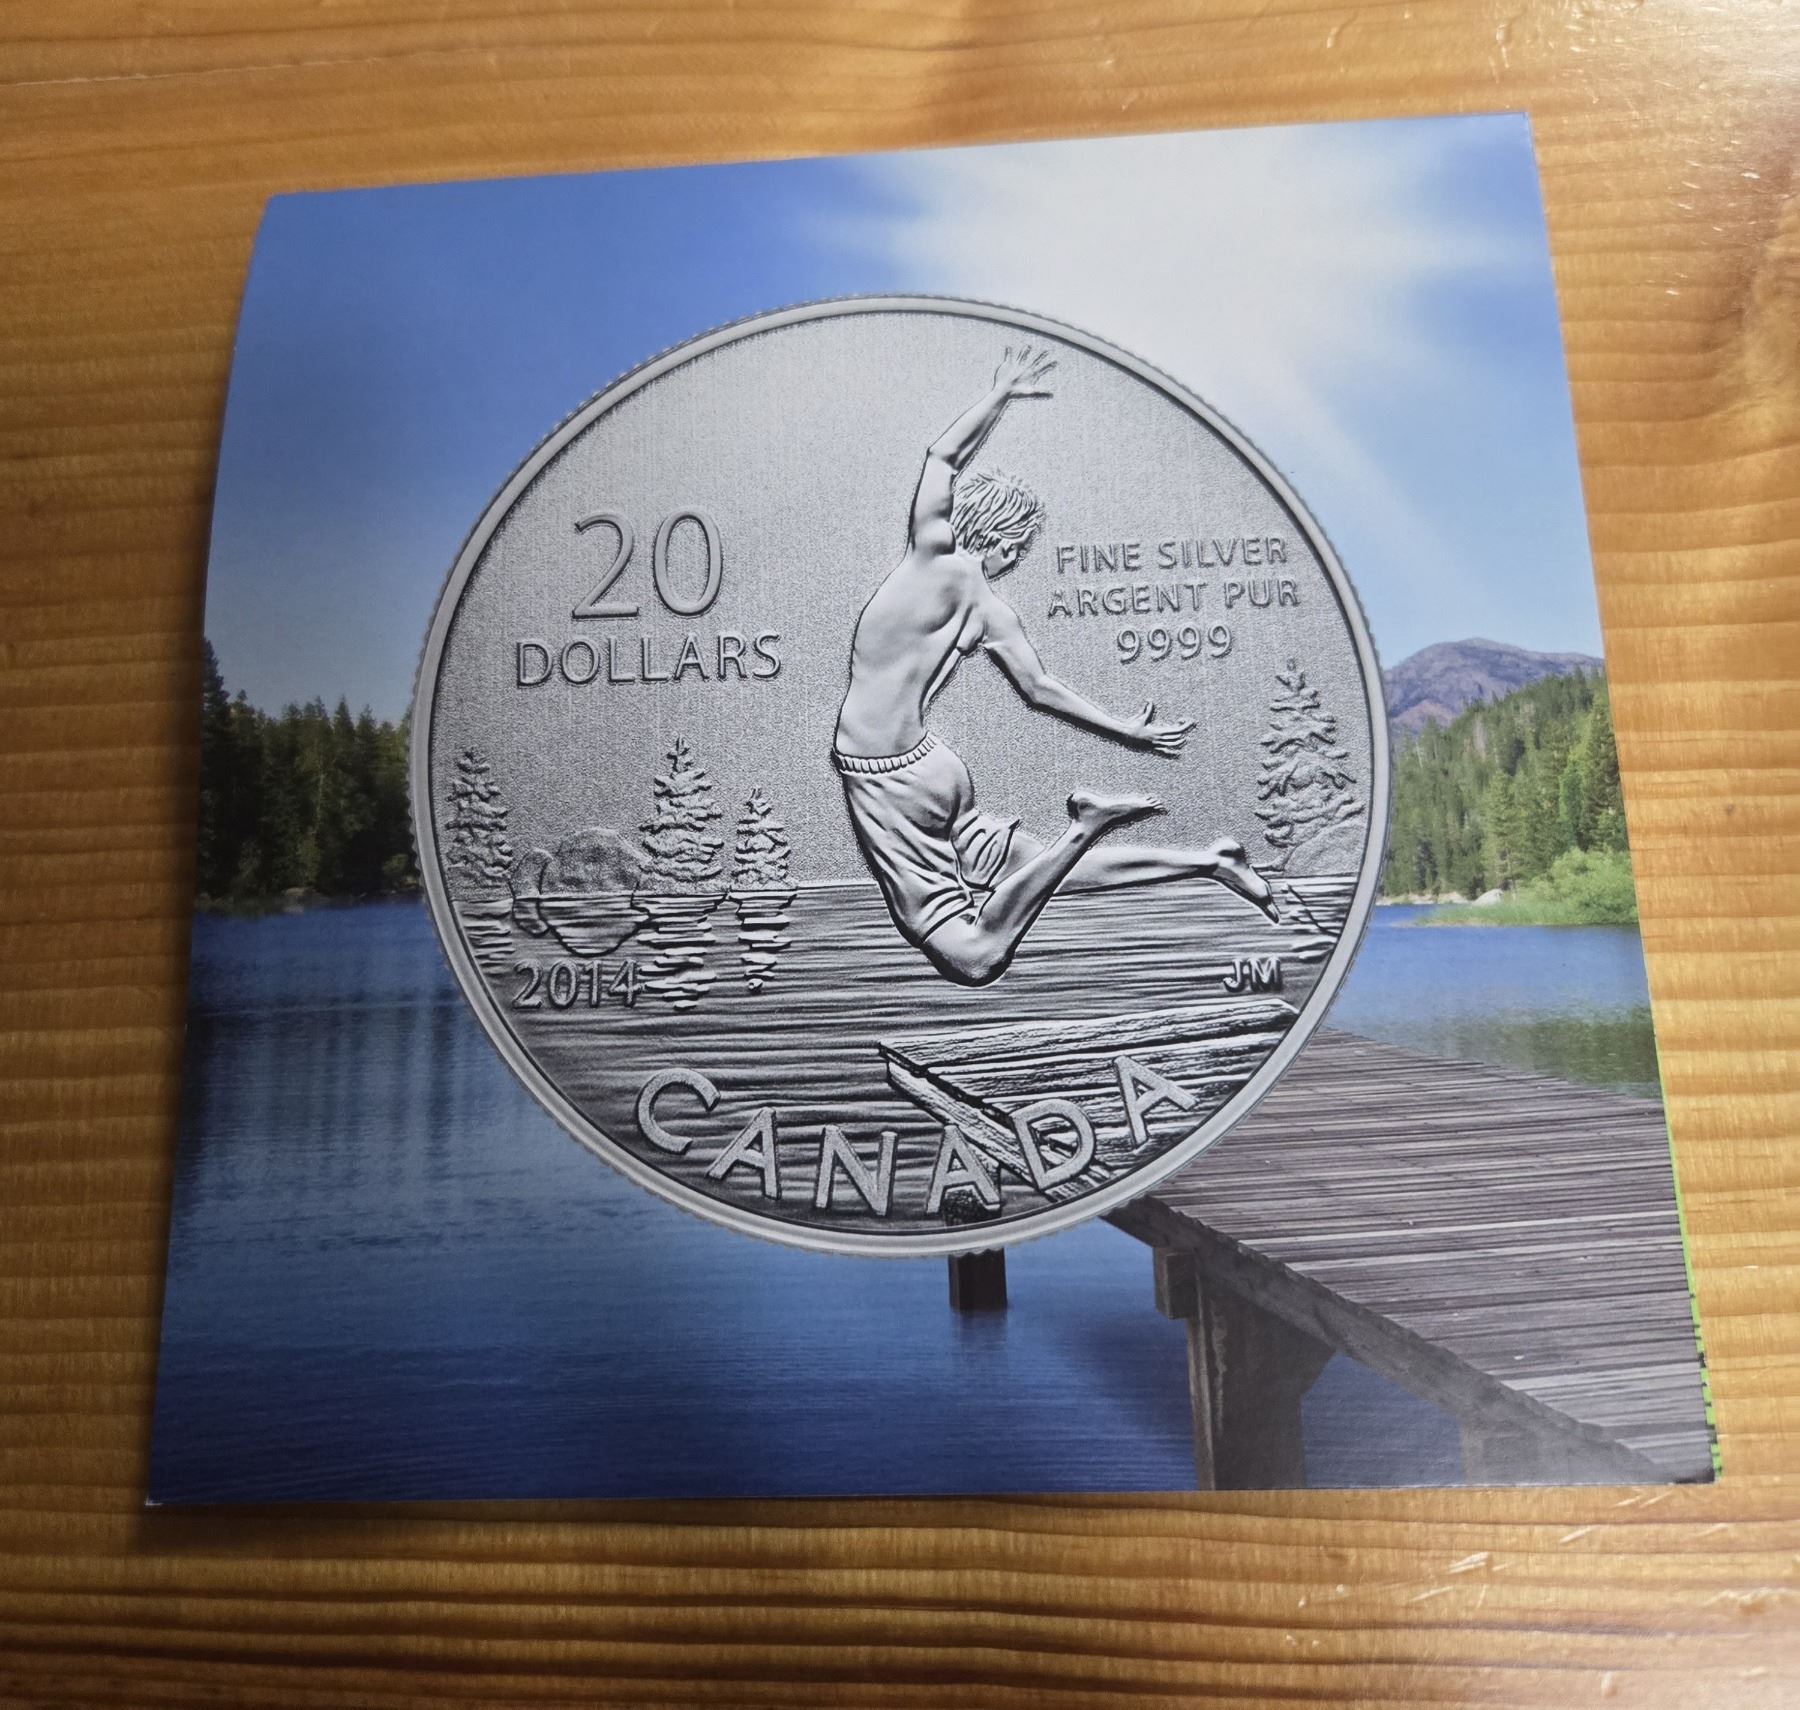 20
DOLLARS
FINE SILVER
ARGENT PUR
9999
2014
JM
CANADA